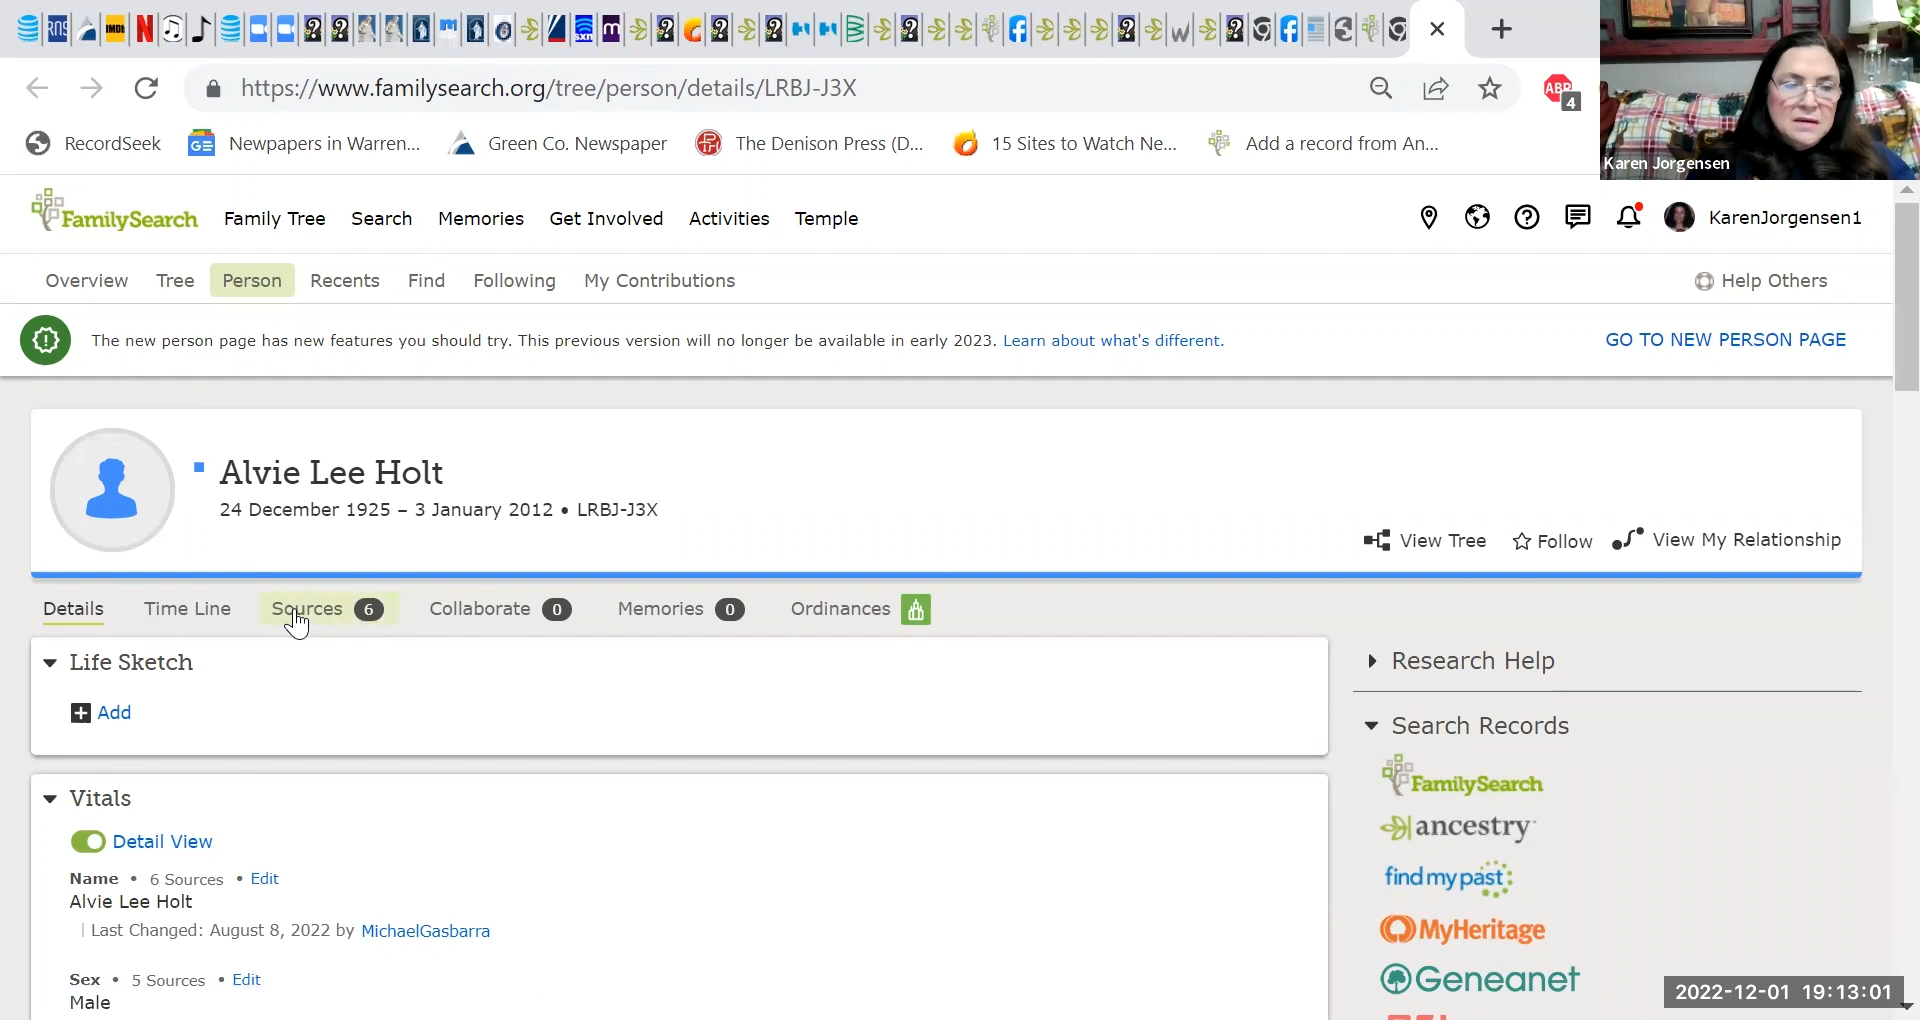 RNS
IMDb
N
https://www.familysearch.org/tree/person/details/LRBJ-J3X
ABP
4
RecordSeek
GE
Newpapers in Warren...
Green Co. Newspaper
The Denison Press (D...
15 Sites to Watch Ne...
Add a record from An...
Karen Jorgensen
FamilySearch
Family Tree
Search
Memories
Get Involved
Activities
Temple
KarenJorgensen1
Overview
Tree
Person
Recents
Find
Following
My Contributions
Help Others
The new person page has new features you should try. This previous version will no longer be available in early 2023. Learn about what's different.
GO TO NEW PERSON PAGE
Alvie Lee Holt
24 December 1925 – 3 January 2012 • LRBJ-J3X
View Tree
Follow
View My Relationship
Details
Time Line
Sources 6
Collaborate 0
Memories 0
Ordinances
Life Sketch
Add
Research Help
Search Records
FamilySearch
ancestry
findmypast
MyHeritage
Geneanet
Vitals
Detail View
Name • 6 Sources • Edit
Alvie Lee Holt
Last Changed: August 8, 2022 by MichaelGasbarra
Sex • 5 Sources • Edit
Male
2022-12-01 19:13:01